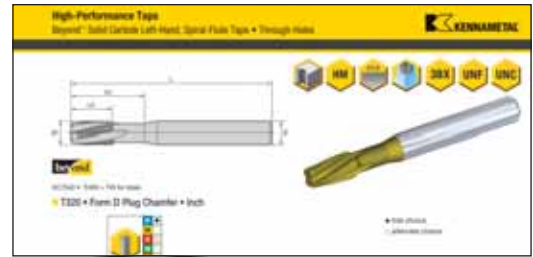 High-Performance Taps
Beyond™ Solid Carbide Left-Hand, Spiral-Flute Taps • Through Holes
KENNAMETAL
HM
3BX
UNF
UNC
L
beyond
T320 • Form D Plug Chamfer • Inch
first choice
alternate choice